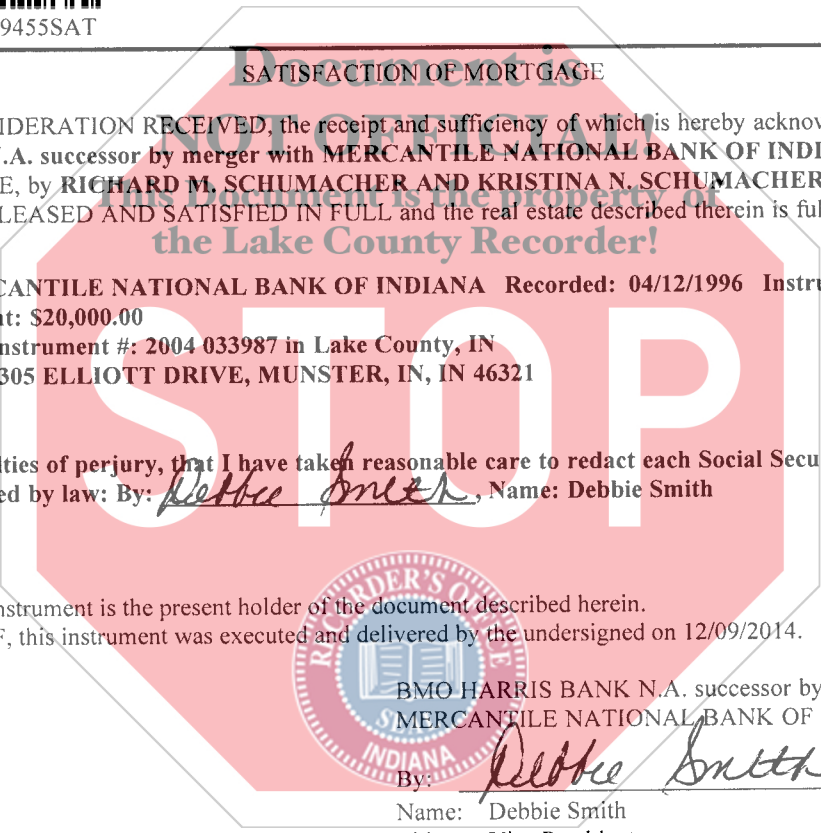 9455SAT
SATISFACTION OF MORTGAGE
Document is
NOT OFFICIAL!
This Document is the property of
the Lake County Recorder!
IDERATION RECEIVED, the receipt and sufficiency of which is hereby acknov
.A. successor by merger with MERCANTILE NATIONAL BANK OF INDI
E, by RICHARD M. SCHUMACHER AND KRISTINA N. SCHUMACHER
LEASED AND SATISFIED IN FULL and the real estate described therein is ful
CANTILE NATIONAL BANK OF INDIANA Recorded: 04/12/1996 Instru
nt: $20,000.00
nstrument #: 2004 033987 in Lake County, IN
305 ELLIOTT DRIVE, MUNSTER, IN, IN 46321
STOP
lties of perjury, that I have taken reasonable care to redact each Social Secu
ed by law: By: Debbie Smith, Name: Debbie Smith
nstrument is the present holder of the document described herein.
F, this instrument was executed and delivered by the undersigned on 12/09/2014.
RECORDER'S OFFICE
SEAL
INDIANA
BMO HARRIS BANK N.A. successor by
MERCANTILE NATIONAL BANK OF
By: Debbie Smith
Name: Debbie Smith